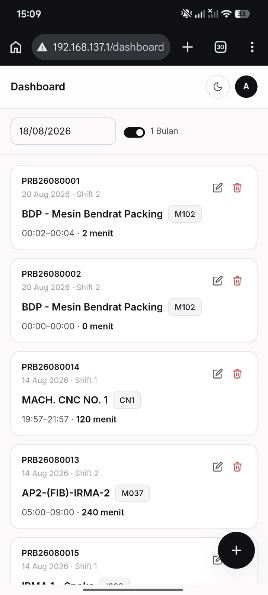 15:09
30
192.168.137.1/dashboard
Dashboard
A
18/08/2026
1 Bulan
PRB26080001
20 Aug 2026 · Shift 2
BDP - Mesin Bendrat Packing M102
00:02–00:04 · 2 menit
PRB26080002
20 Aug 2026 · Shift 2
BDP - Mesin Bendrat Packing M102
00:00–00:00 · 0 menit
PRB26080014
14 Aug 2026 · Shift 1
MACH. CNC NO. 1 CN1
19:57–21:57 · 120 menit
PRB26080013
14 Aug 2026 · Shift 2
AP2-(FIB)-IRMA-2 M037
05:00–09:00 · 240 menit
PRB26080015
14 Aug 2026 · Shift 1